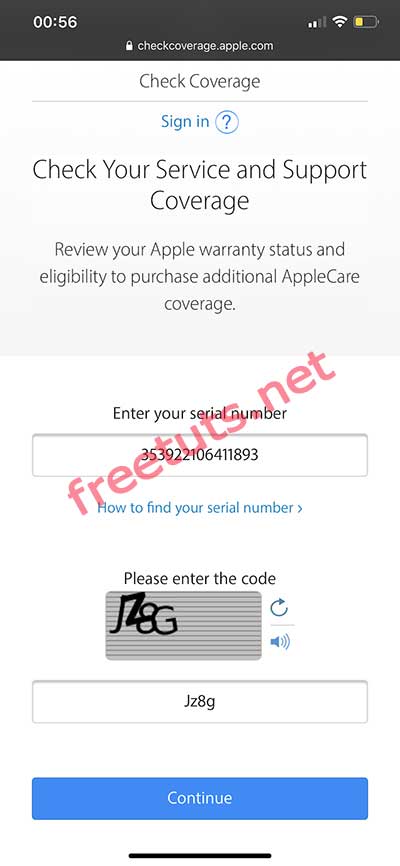 00:56
checkcoverage.apple.com
Check Coverage
Sign in ?
Check Your Service and Support
Coverage
Review your Apple warranty status and
eligibility to purchase additional AppleCare
coverage.
freetuts.net
Enter your serial number
353922106411893
How to find your serial number ›
Please enter the code
JZ8G
Jz8g
Continue